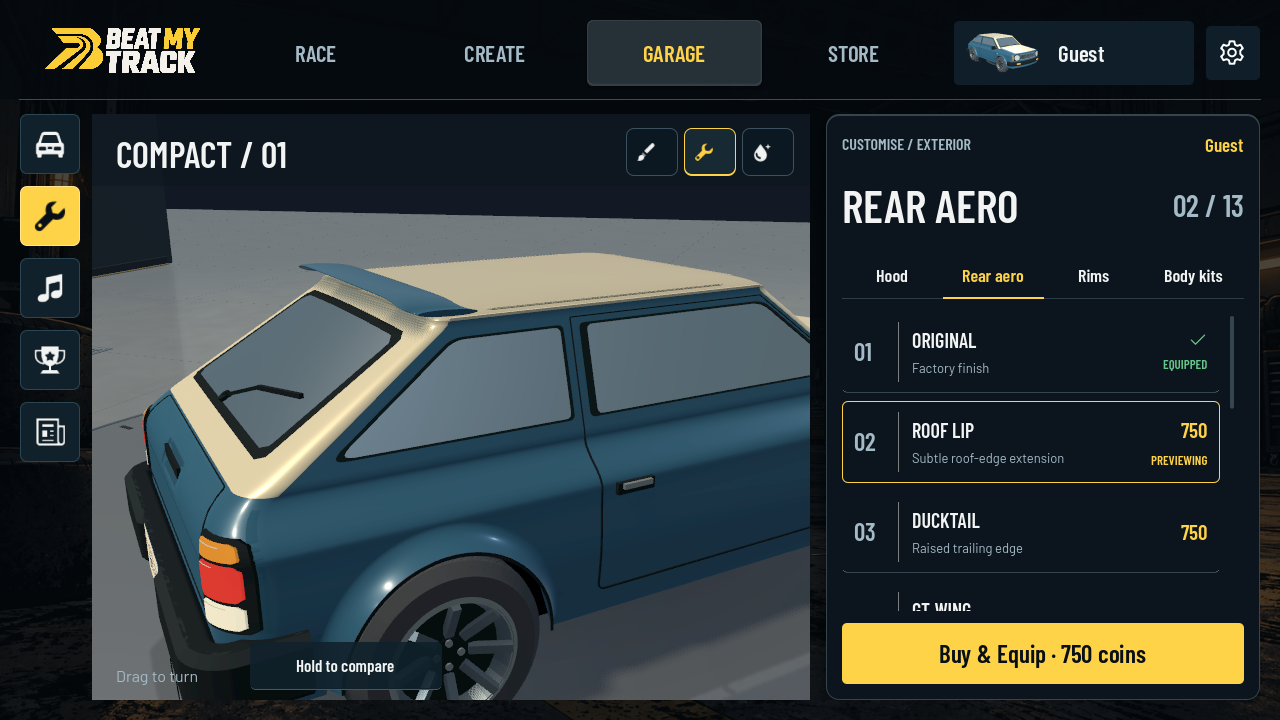 BEAT MY TRACK
RACE
CREATE
GARAGE
STORE
Guest
COMPACT / 01
CUSTOMISE / EXTERIOR
Guest
REAR AERO
02 / 13
Hood
Rear aero
Rims
Body kits
01
ORIGINAL
Factory finish
EQUIPPED
02
ROOF LIP
Subtle roof-edge extension
750
PREVIEWING
03
DUCKTAIL
Raised trailing edge
750
GT WING
Drag to turn
Hold to compare
Buy & Equip · 750 coins